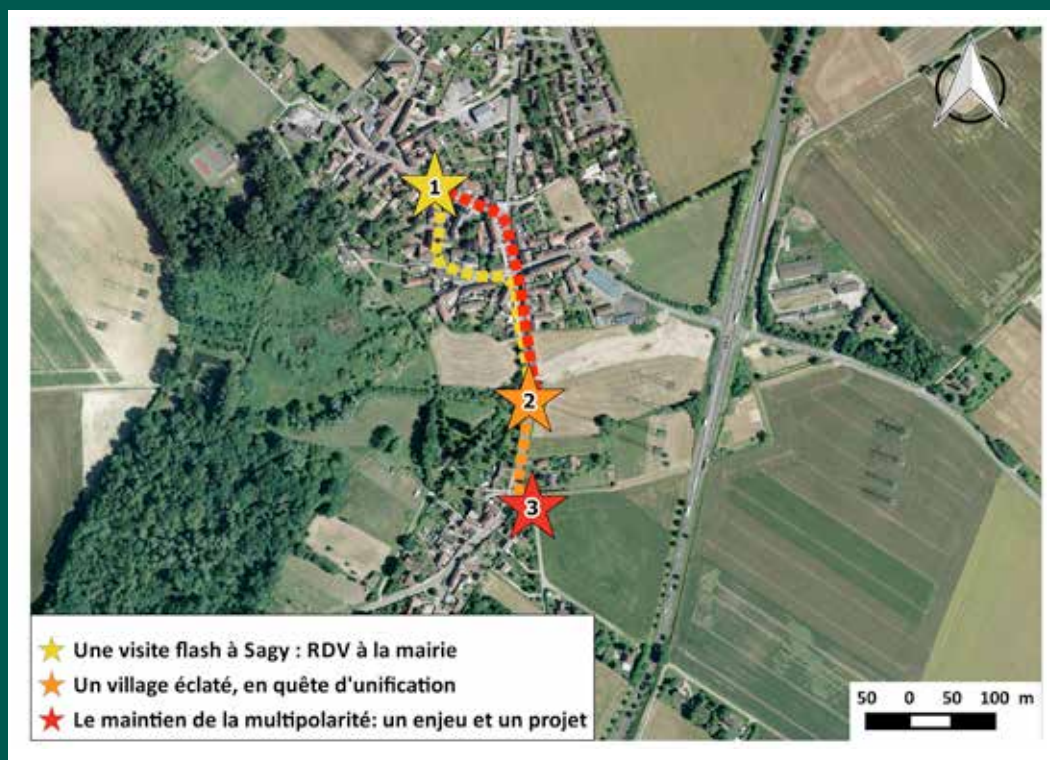 1
2
3
Une visite flash à Sagy : RDV à la mairie
Un village éclaté, en quête d'unification
Le maintien de la multipolarité: un enjeu et un projet
50 0 50 100 m